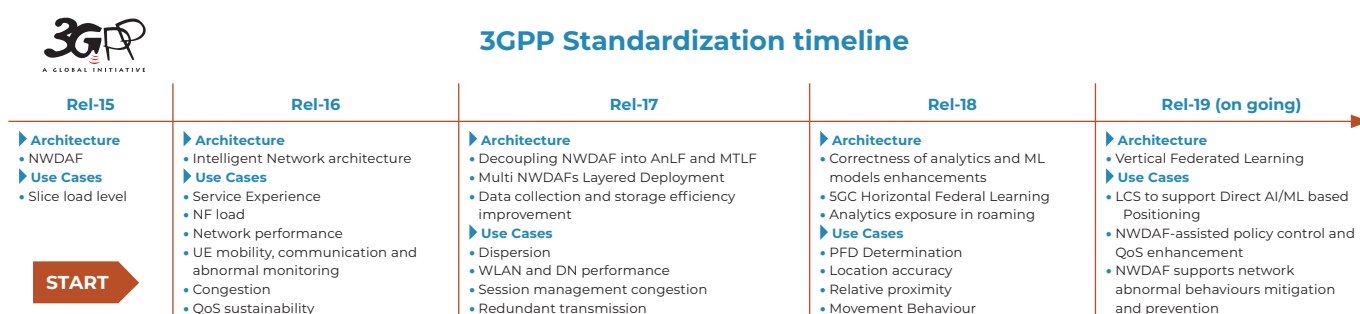 3GPP
A GLOBAL INITIATIVE
3GPP Standardization timeline
Rel-15
Architecture
• NWDAF
Use Cases
• Slice load level
START
Rel-16
Architecture
• Intelligent Network architecture
Use Cases
• Service Experience
• NF load
• Network performance
• UE mobility, communication and
abnormal monitoring
• Congestion
• QoS sustainability
Rel-17
Architecture
• Decoupling NWDAF into AnLF and MTLF
• Multi NWDAFs Layered Deployment
• Data collection and storage efficiency
improvement
Use Cases
• Dispersion
• WLAN and DN performance
• Session management congestion
• Redundant transmission
Rel-18
Architecture
• Correctness of analytics and ML
models enhancements
• 5GC Horizontal Federal Learning
• Analytics exposure in roaming
Use Cases
• PFD Determination
• Location accuracy
• Relative proximity
• Movement Behaviour
Rel-19 (on going)
Architecture
• Vertical Federated Learning
Use Cases
• LCS to support Direct AI/ML based
Positioning
• NWDAF-assisted policy control and
QoS enhancement
• NWDAF supports network
abnormal behaviours mitigation
and prevention